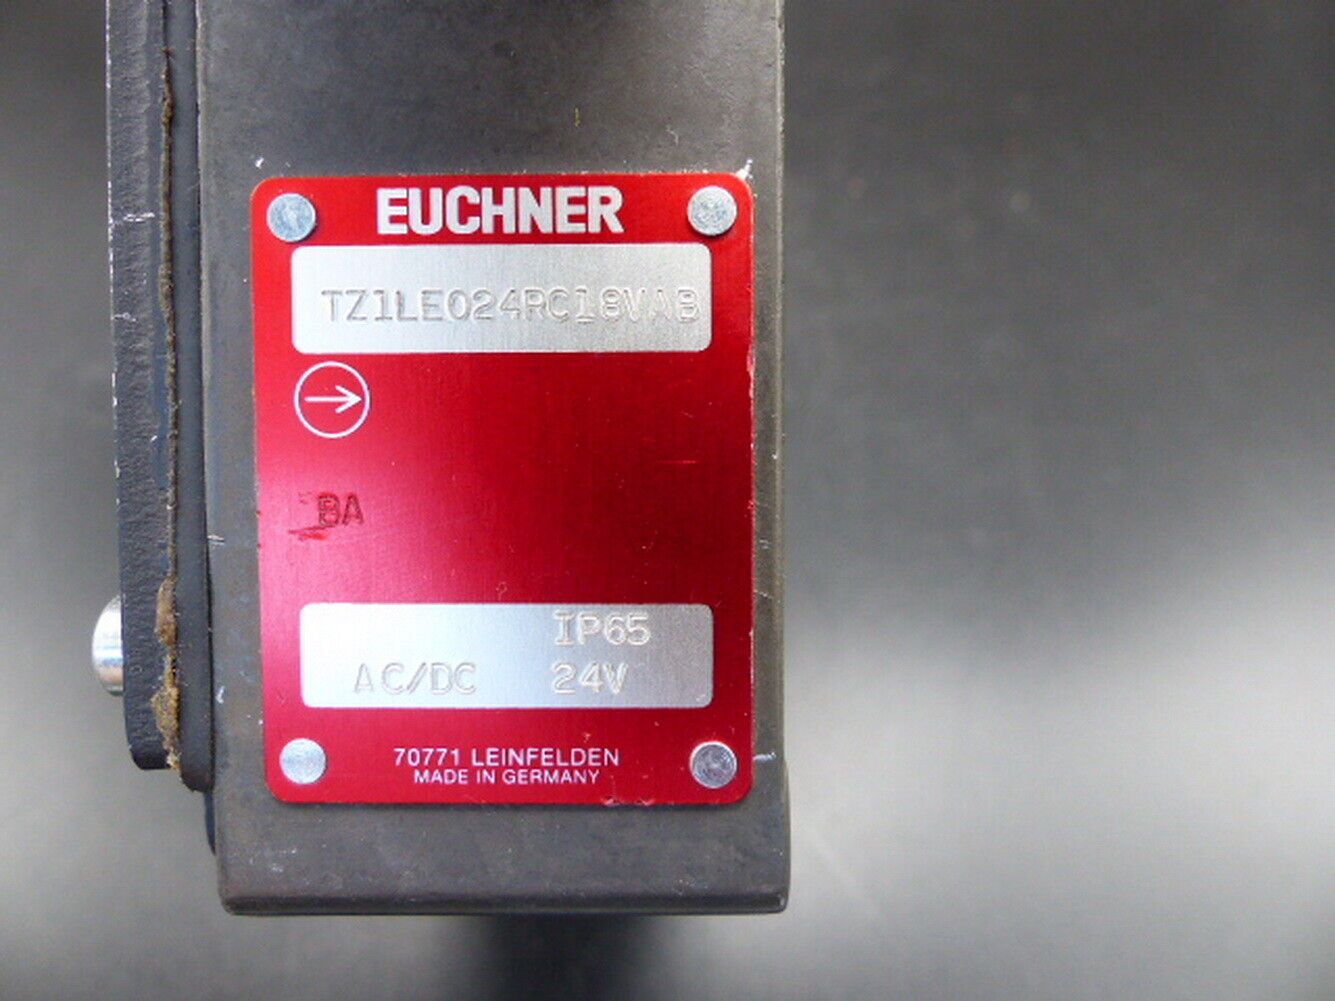 EUCHNER
TZ1LE024RC18VAB
BA
IP65
AC/DC 24V
70771 LEINFELDEN
MADE IN GERMANY